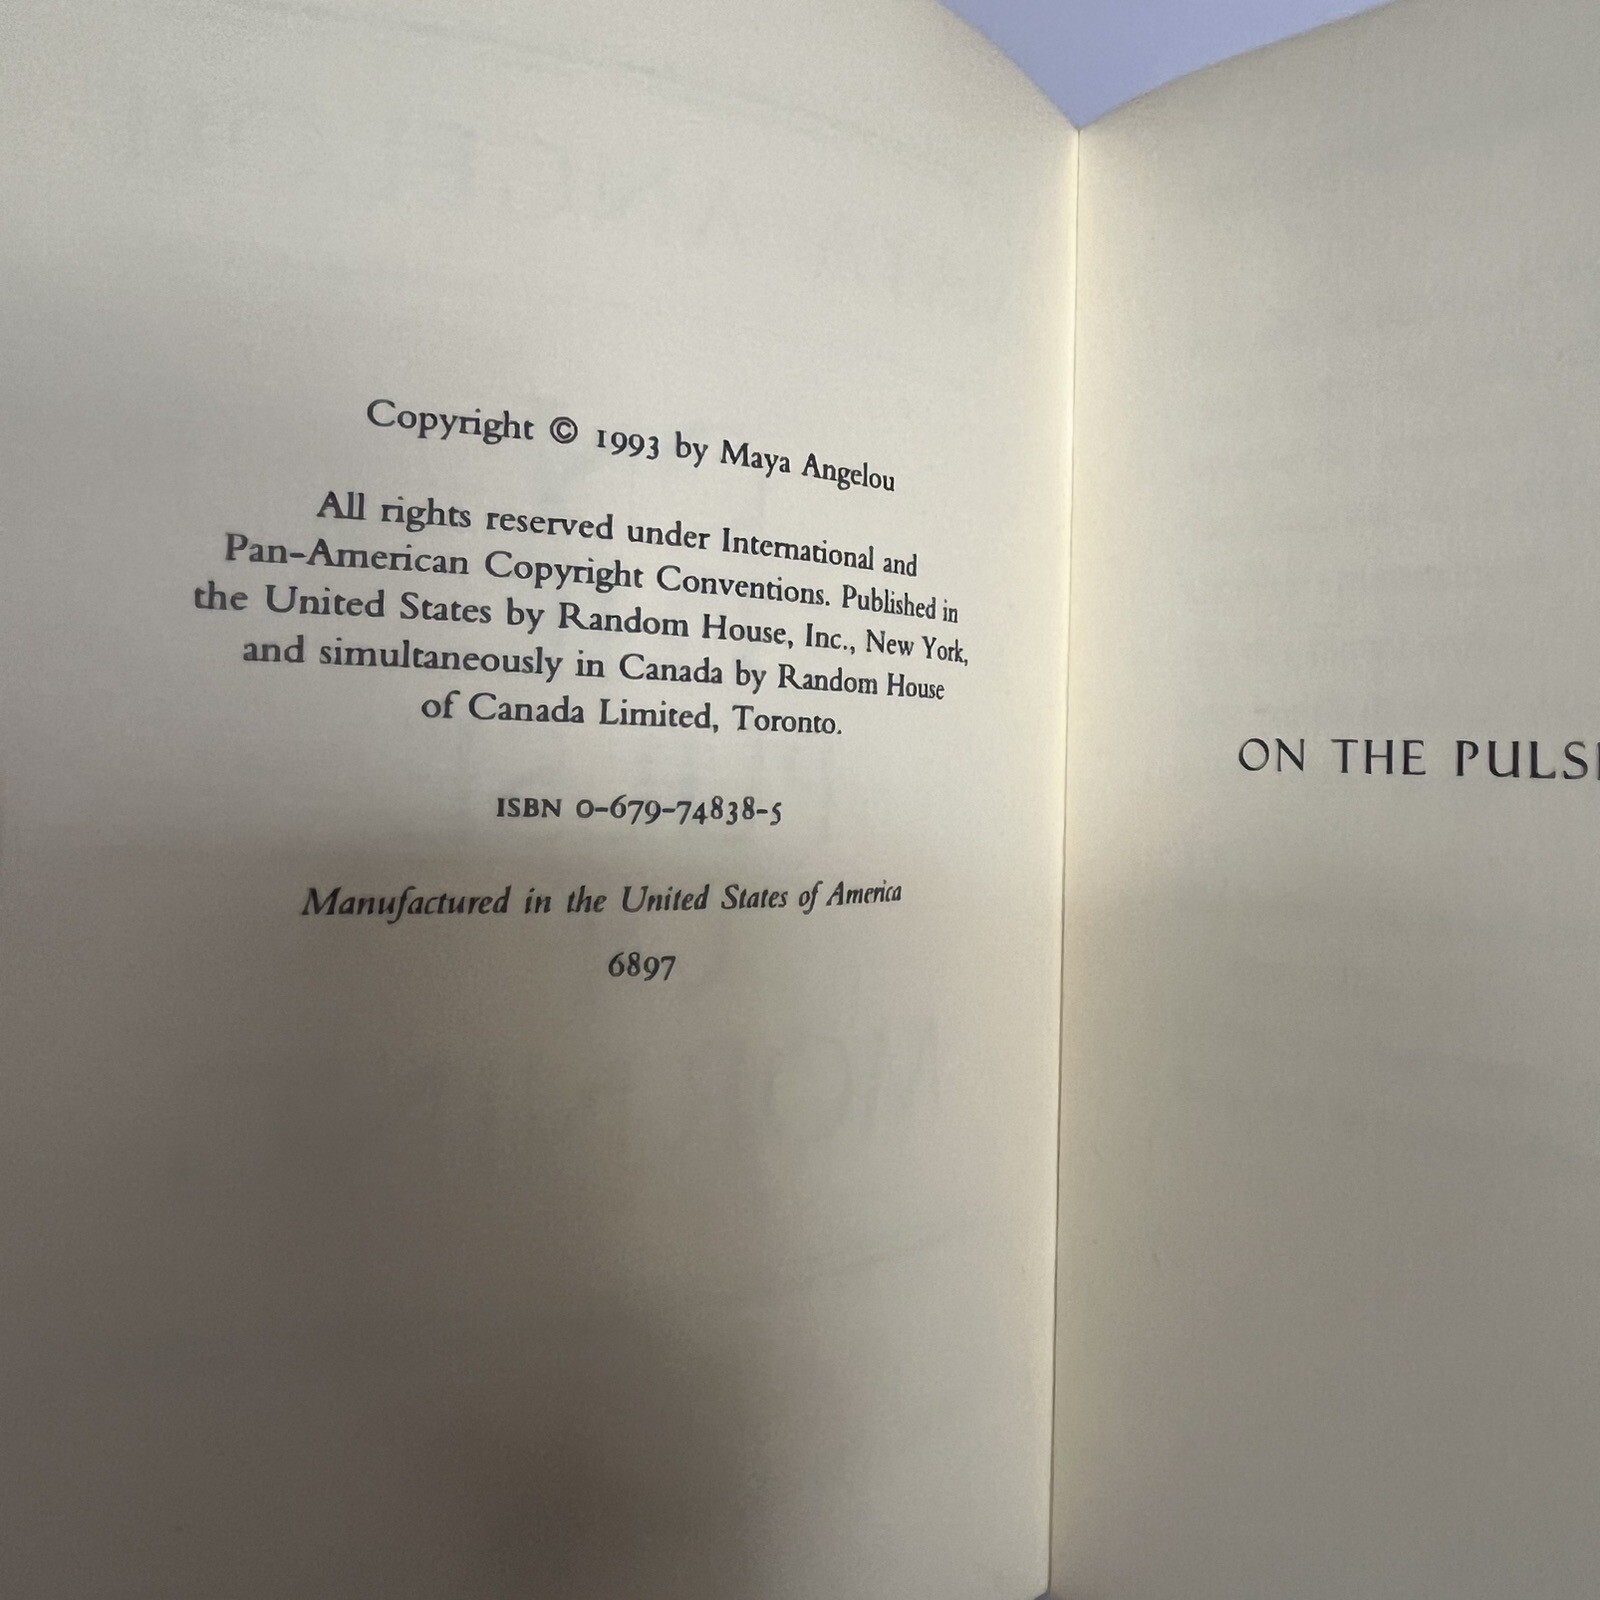 Copyright © 1993 by Maya Angelou
All rights reserved under International and
Pan-American Copyright Conventions. Published in
the United States by Random House, Inc., New York,
and simultaneously in Canada by Random House
of Canada Limited, Toronto.
ISBN 0-679-74838-5
Manufactured in the United States of America
6897
ON THE PULSE